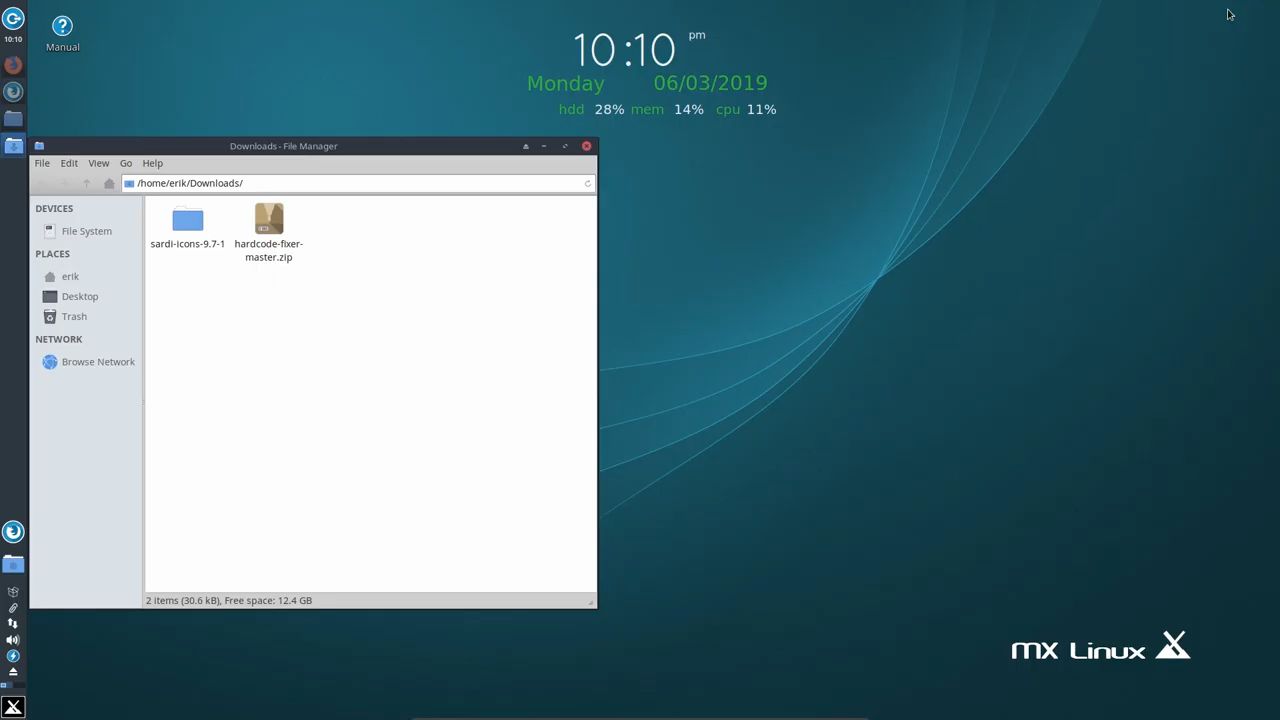 10:10
Manual
10:10 pm
Monday 06/03/2019
hdd 28% mem 14% cpu 11%
Downloads - File Manager
File Edit View Go Help
/home/erik/Downloads/
DEVICES
File System
PLACES
erik
Desktop
Trash
NETWORK
Browse Network
sardi-icons-9.7-1
hardcode-fixer-
master.zip
2 items (30.6 kB), Free space: 12.4 GB
mx Linux